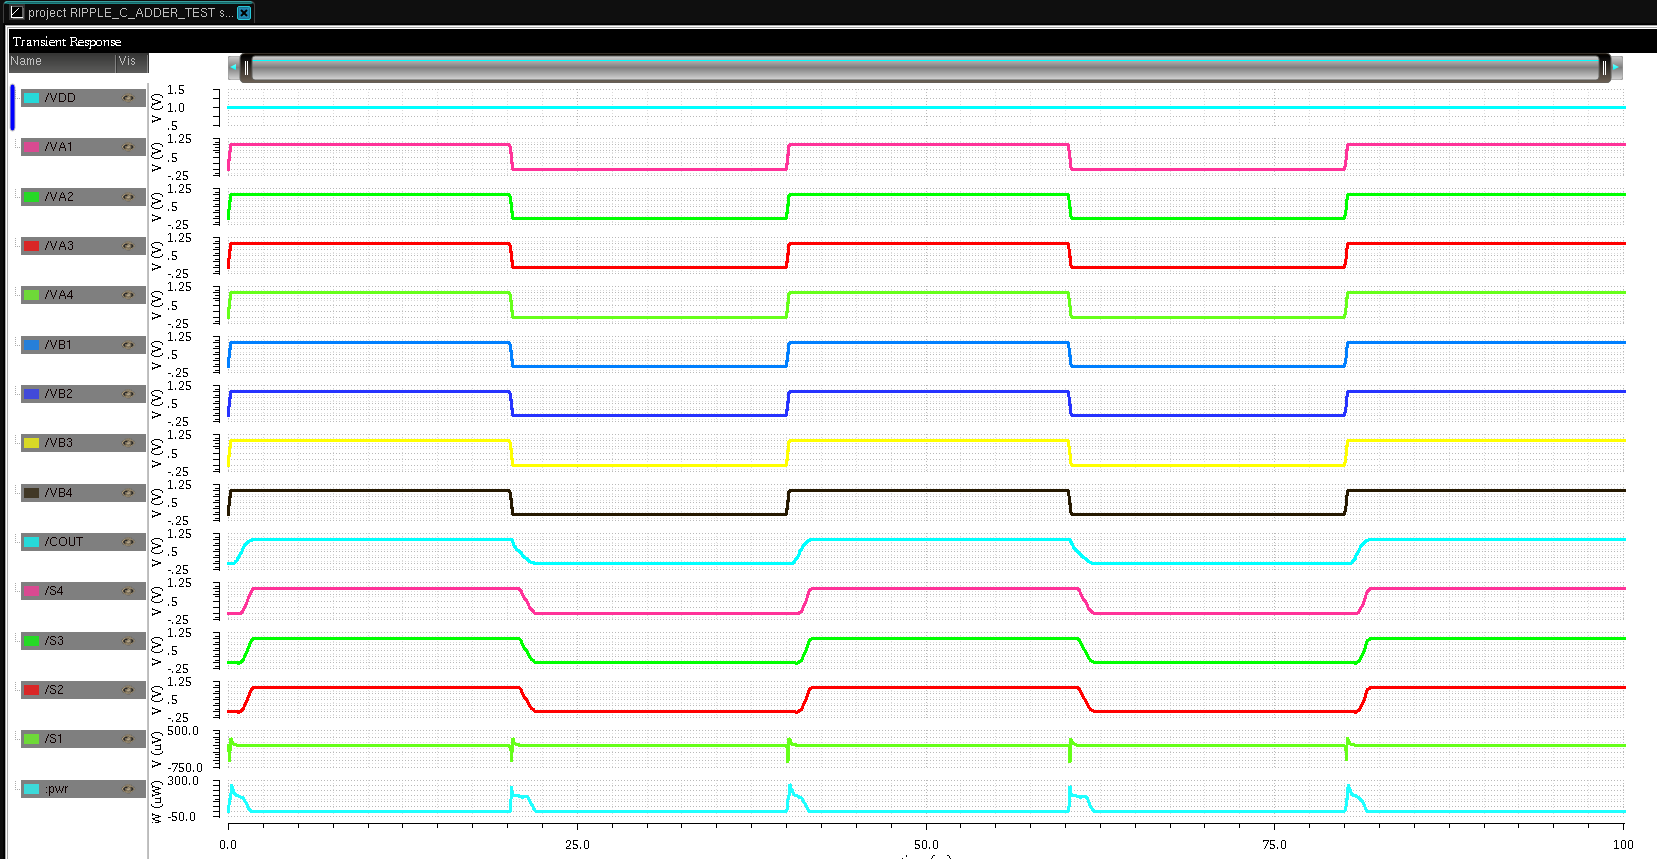 project RIPPLE_C_ADDER_TEST s...
Transient Response
Name Vis
/VDD V (V) 1.5 1.0 .5
/VA1 V (V) 1.25 .5 -.25
/VA2 V (V) 1.25 .5 -.25
/VA3 V (V) 1.25 .5 -.25
/VA4 V (V) 1.25 .5 -.25
/VB1 V (V) 1.25 .5 -.25
/VB2 V (V) 1.25 .5 -.25
/VB3 V (V) 1.25 .5 -.25
/VB4 V (V) 1.25 .5 -.25
/COUT V (V) 1.25 .5 -.25
/S4 V (V) 1.25 .5 -.25
/S3 V (V) 1.25 .5 -.25
/S2 V (V) 1.25 .5 -.25
/S1 V (uV) 500.0 -750.0
:pwr W (uW) 300.0 -50.0
0.0 25.0 50.0 75.0 100